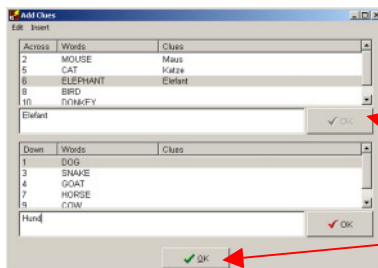 Add Clues
Edit Insert
Across Words Clues
2 MOUSE Maus
5 CAT Katze
6 ELEPHANT Elefant
8 BIRD
10 DONKEY
Elefant
OK
Down Words Clues
1 DOG
3 SNAKE
4 GOAT
7 HORSE
9 COW
Hund
OK
OK